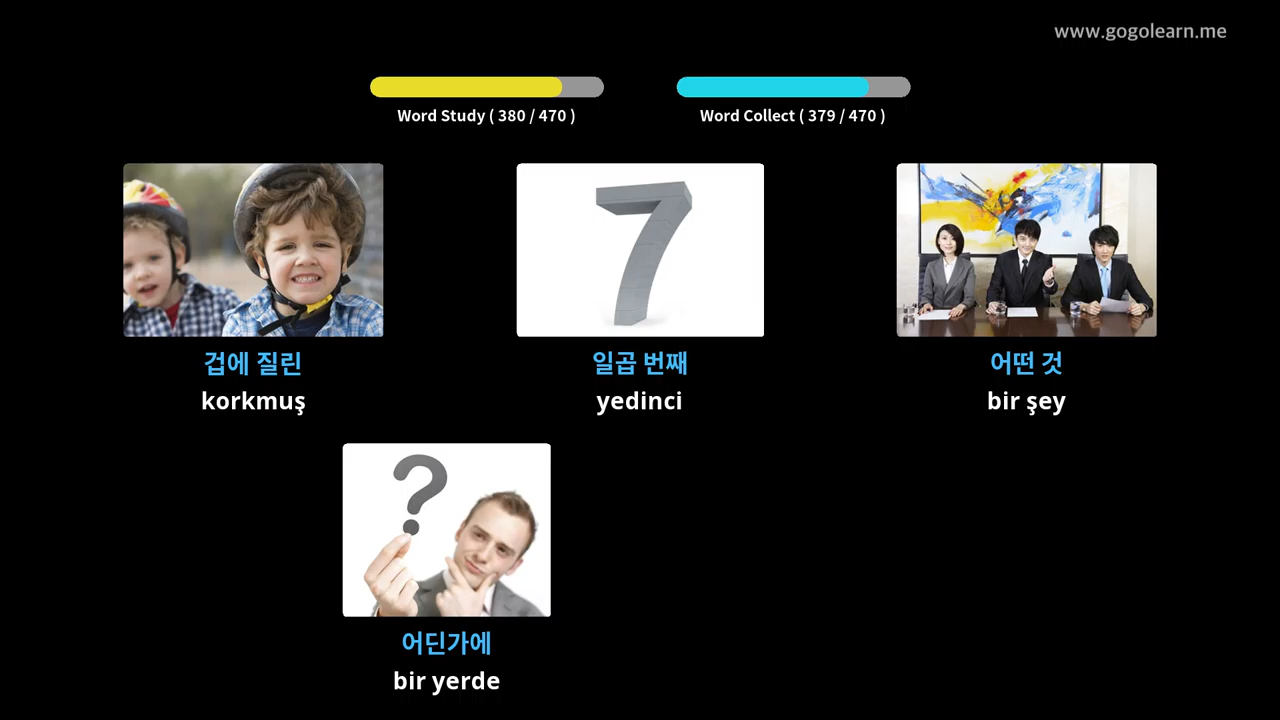 www.gogolearn.me
Word Study ( 380 / 470 )
Word Collect ( 379 / 470 )
겁에 질린
korkmuş
7
일곱 번째
yedinci
어떤 것
bir şey
?
어딘가에
bir yerde